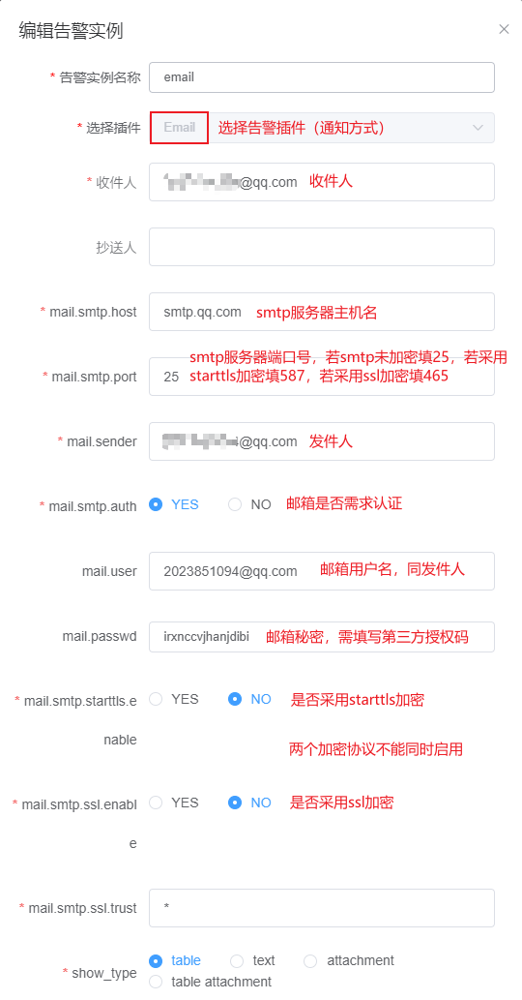 编辑告警实例
* 告警实例名称 email
* 选择插件 Email 选择告警插件（通知方式）
* 收件人 @qq.com 收件人
抄送人
* mail.smtp.host smtp.qq.com smtp服务器主机名
smtp服务器端口号，若smtp未加密填25，若采用
* mail.smtp.port 25 starttls加密填587，若采用ssl加密填465
* mail.sender @qq.com 发件人
* mail.smtp.auth YES NO 邮箱是否需求认证
mail.user 2023851094@qq.com 邮箱用户名，同发件人
mail.passwd irxnccvjhanjdibi 邮箱秘密，需填写第三方授权码
* mail.smtp.starttls.e YES NO 是否采用starttls加密
nable
两个加密协议不能同时启用
* mail.smtp.ssl.enabl YES NO 是否采用ssl加密
e
* mail.smtp.ssl.trust *
* show_type table text attachment
table attachment